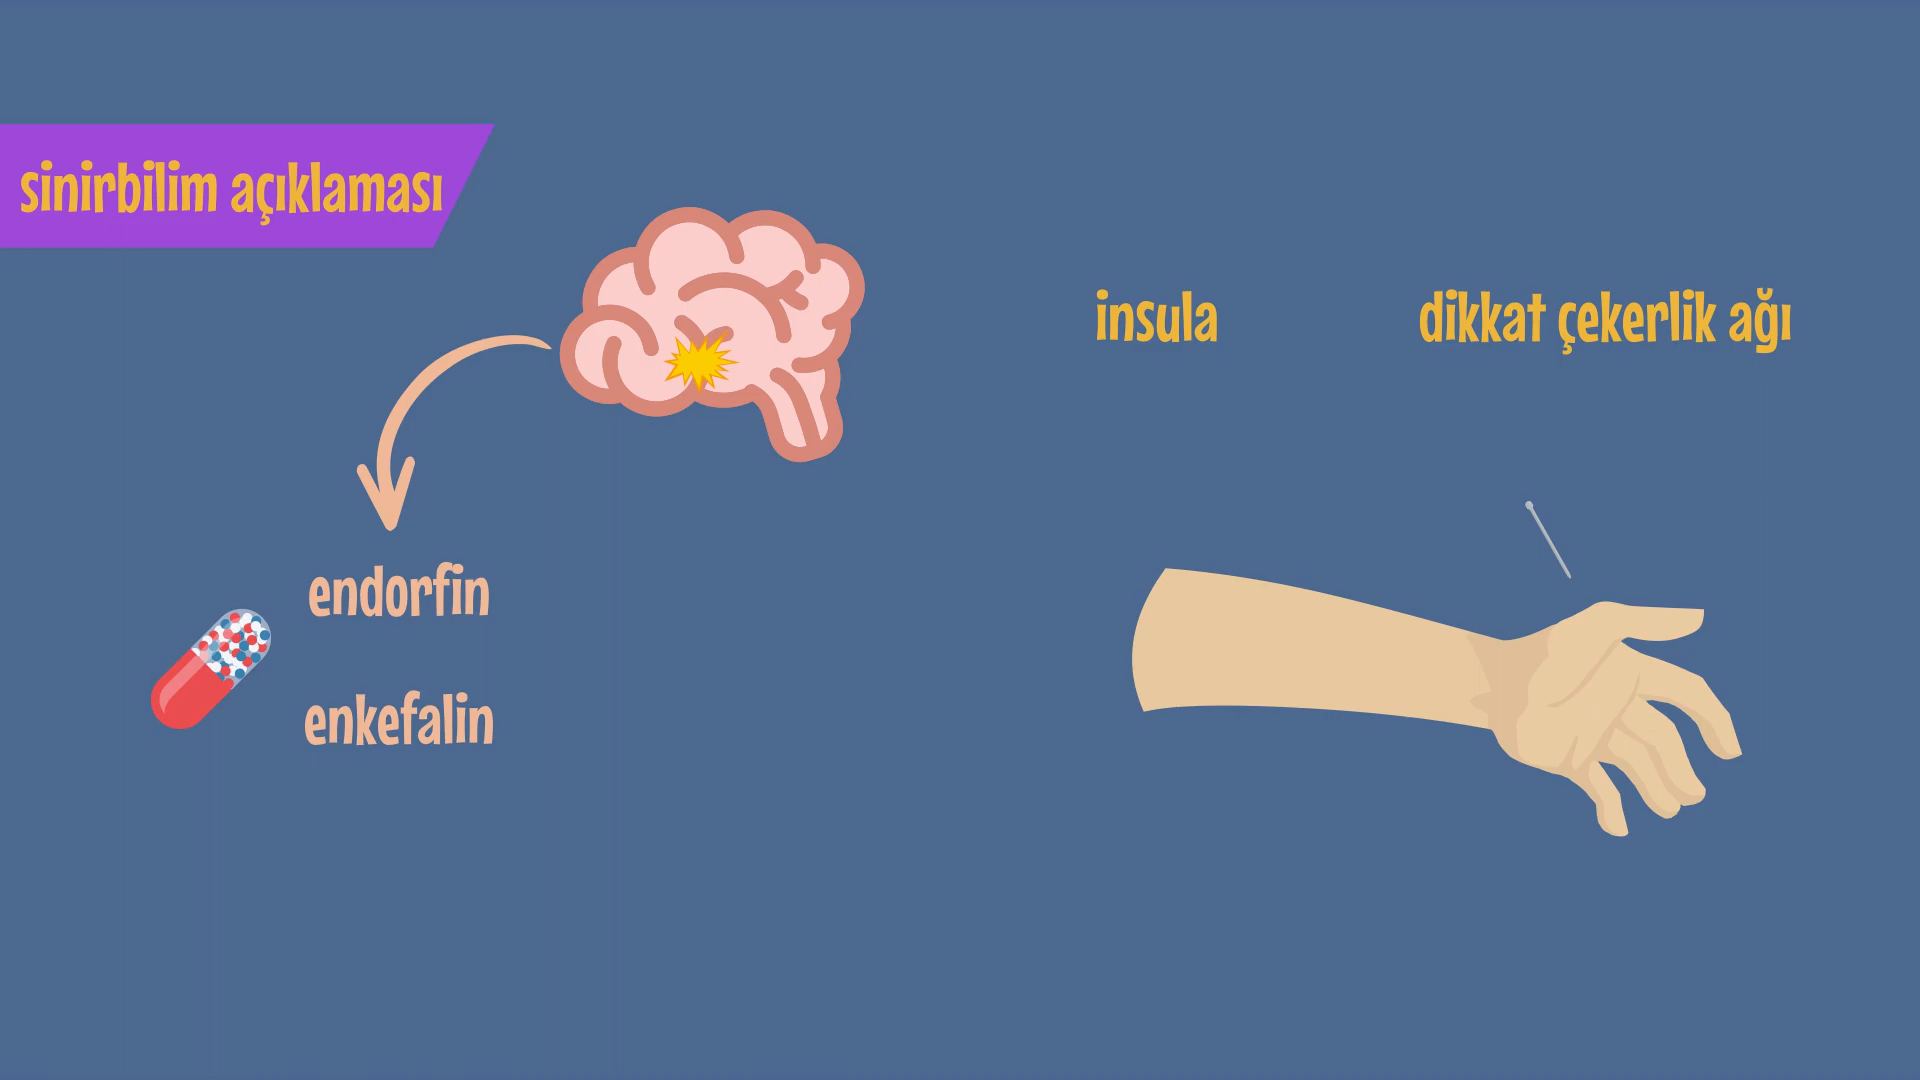 sinirbilim açıklaması
insula
dikkat çekerlik ağı
endorfin
enkefalin